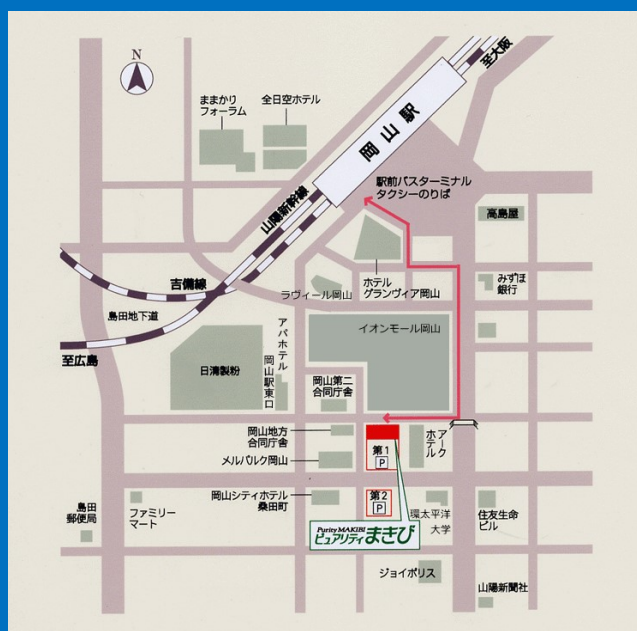 N
至大阪
ままかり
フォーラム
全日空ホテル
岡山駅
駅前バスターミナル
タクシーのりば
山陽新幹線
高島屋
吉備線
ホテル
グランヴィア岡山
みずほ
銀行
ラヴィール岡山
島田地下道
イオンモール岡山
至広島
日清製粉
アパホテル
岡山駅東口
岡山第二
合同庁舎
岡山地方
合同庁舎
第1
P
アーク
ホテル
メルパルク岡山
岡山シティホテル
桑田町
第2
P
島田
郵便局
ファミリー
マート
環太平洋
大学
住友生命
ビル
Purity MAKIBI
ピュアリティまきび
ジョイポリス
山陽新聞社